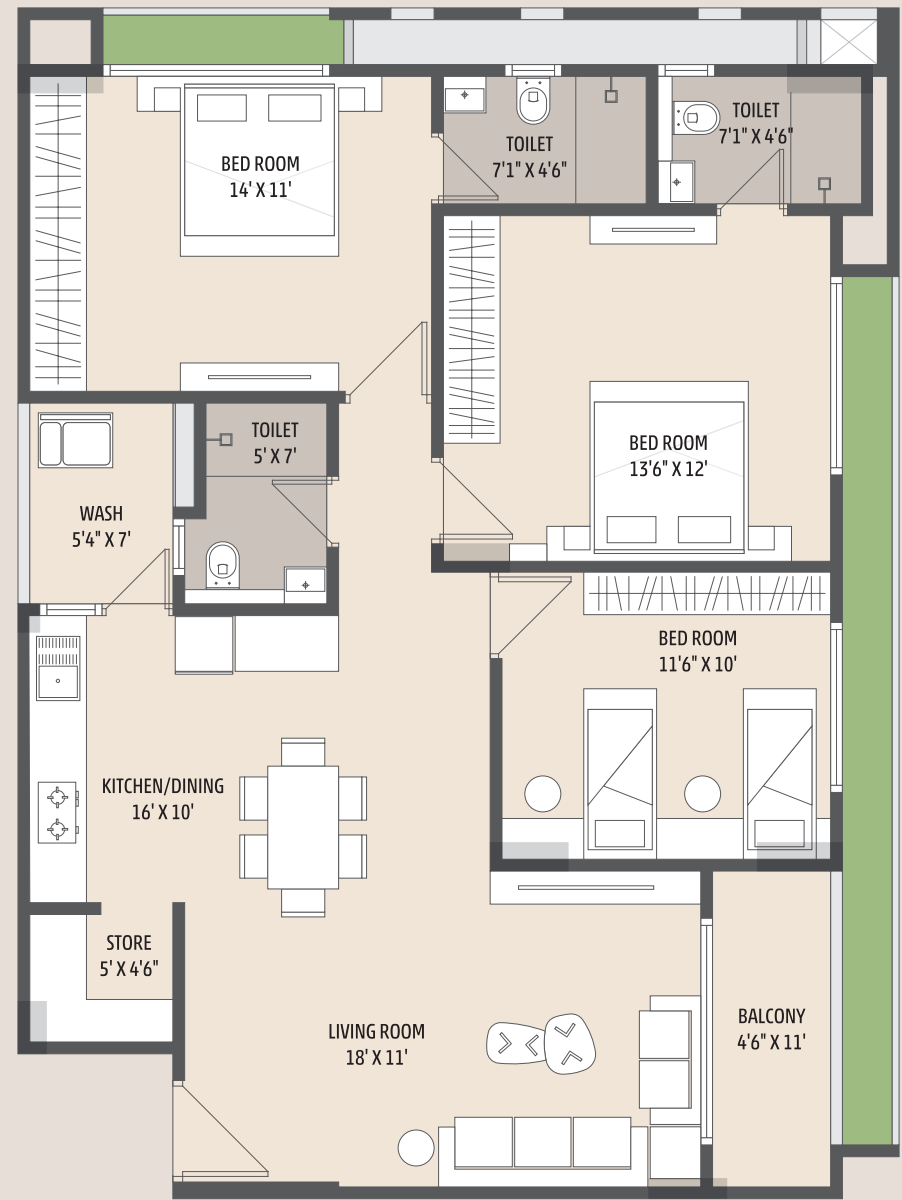 BED ROOM
14' X 11'
TOILET
7'1" X 4'6"
TOILET
7'1" X 4'6"
TOILET
5' X 7'
BED ROOM
13'6" X 12'
WASH
5'4" X 7'
BED ROOM
11'6" X 10'
KITCHEN/DINING
16' X 10'
STORE
5' X 4'6"
LIVING ROOM
18' X 11'
BALCONY
4'6" X 11'